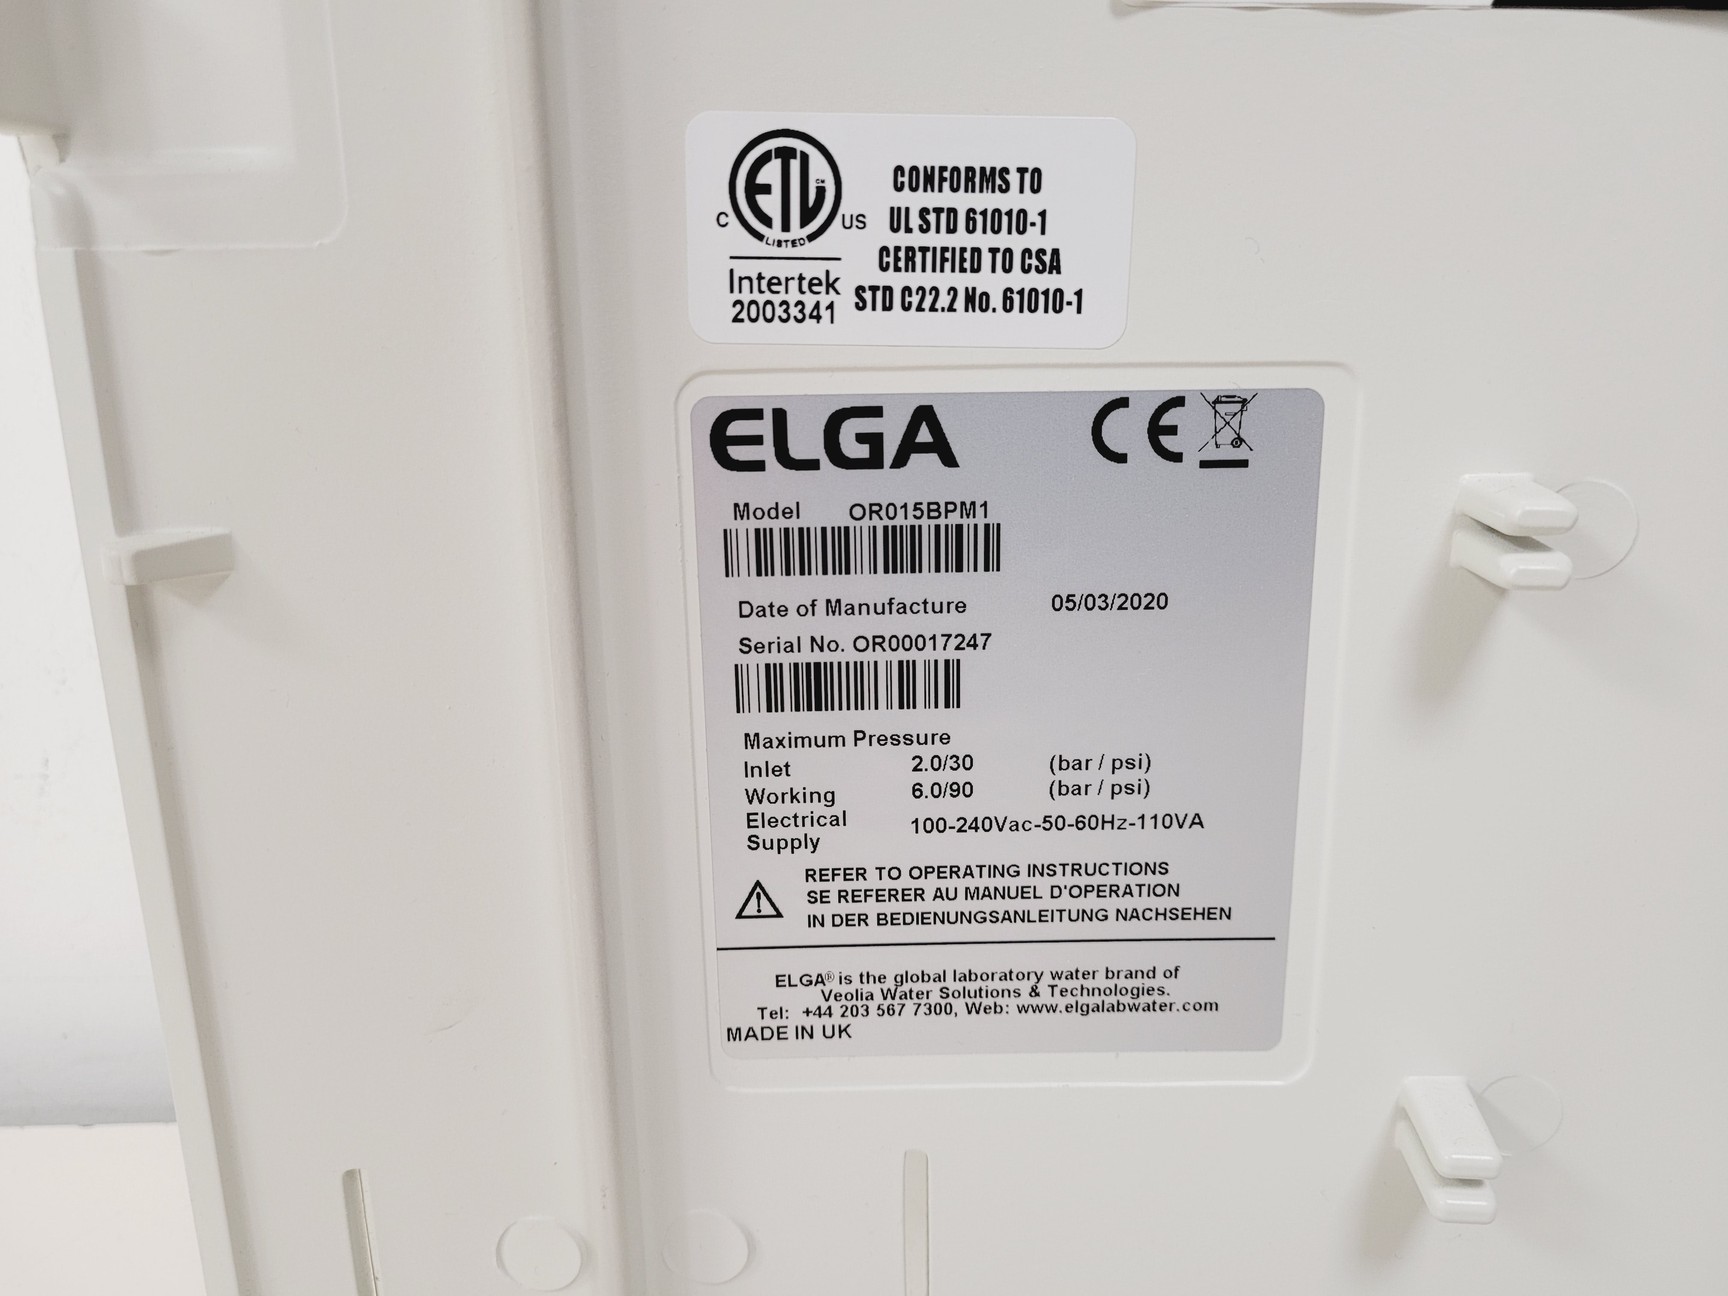 ETL CM
C US
LISTED
Intertek
2003341
CONFORMS TO
UL STD 61010-1
CERTIFIED TO CSA
STD C22.2 No. 61010-1
ELGA CE
Model OR015BPM1
Date of Manufacture 05/03/2020
Serial No. OR00017247
Maximum Pressure
Inlet 2.0/30 (bar / psi)
Working 6.0/90 (bar / psi)
Electrical
Supply 100-240Vac-50-60Hz-110VA
REFER TO OPERATING INSTRUCTIONS
SE REFERER AU MANUEL D'OPERATION
IN DER BEDIENUNGSANLEITUNG NACHSEHEN
ELGA® is the global laboratory water brand of
Veolia Water Solutions & Technologies.
Tel: +44 203 567 7300, Web: www.elgalabwater.com
MADE IN UK